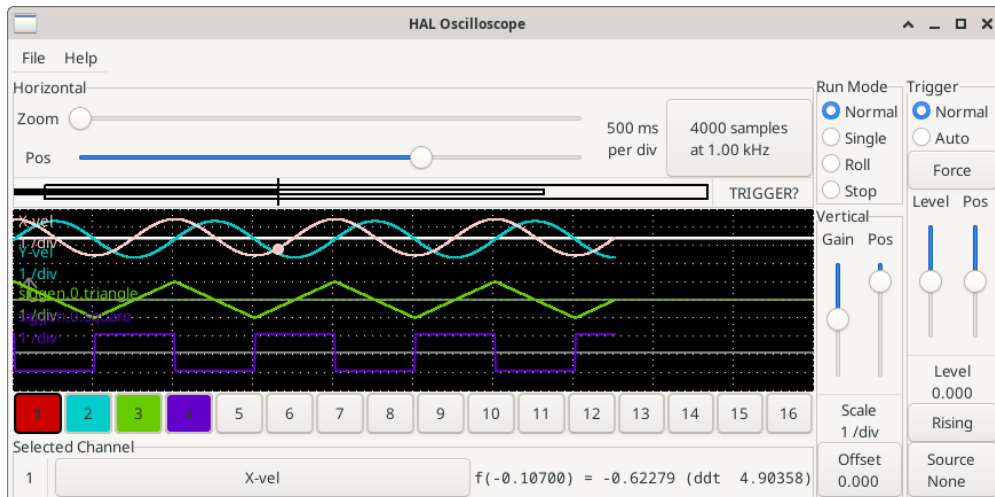 HAL Oscilloscope
File Help
Horizontal
Zoom
Pos
500 ms
per div
4000 samples
at 1.00 kHz
TRIGGER?
Run Mode
Normal
Single
Roll
Stop
Trigger
Normal
Auto
Force
Level Pos
Vertical
Gain Pos
X-vel
1 /div
Y-vel
1 /div
siggen.0.triangle
1 /div
siggen.0.square
1 /div
Level
0.000
1 2 3 4 5 6 7 8 9 10 11 12 13 14 15 16
Scale
1 /div
Rising
Selected Channel
1 X-vel f(-0.10700) = -0.62279 (ddt 4.90358)
Offset
0.000
Source
None